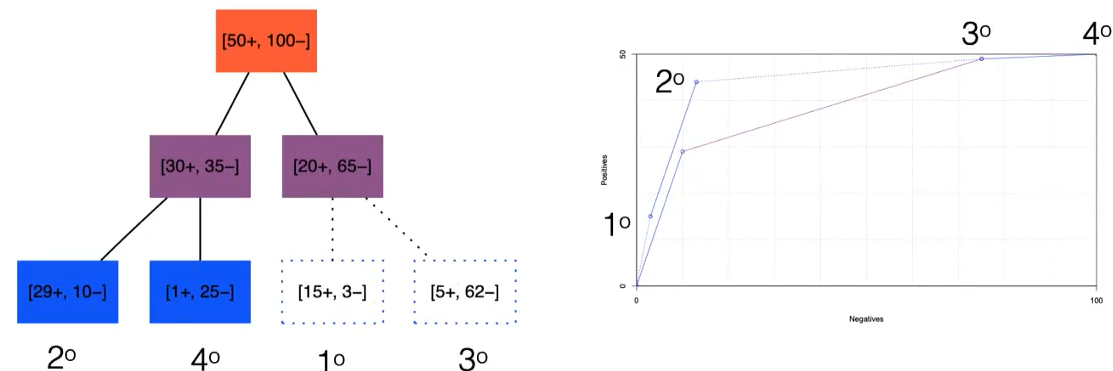 [50+, 100–]
[30+, 35–] [20+, 65–]
[29+, 10–] [1+, 25–] [15+, 3–] [5+, 62–]
2º 4º 1º 3º
3º 4º
50
2º
Positives
1º
0
0 100
Negatives